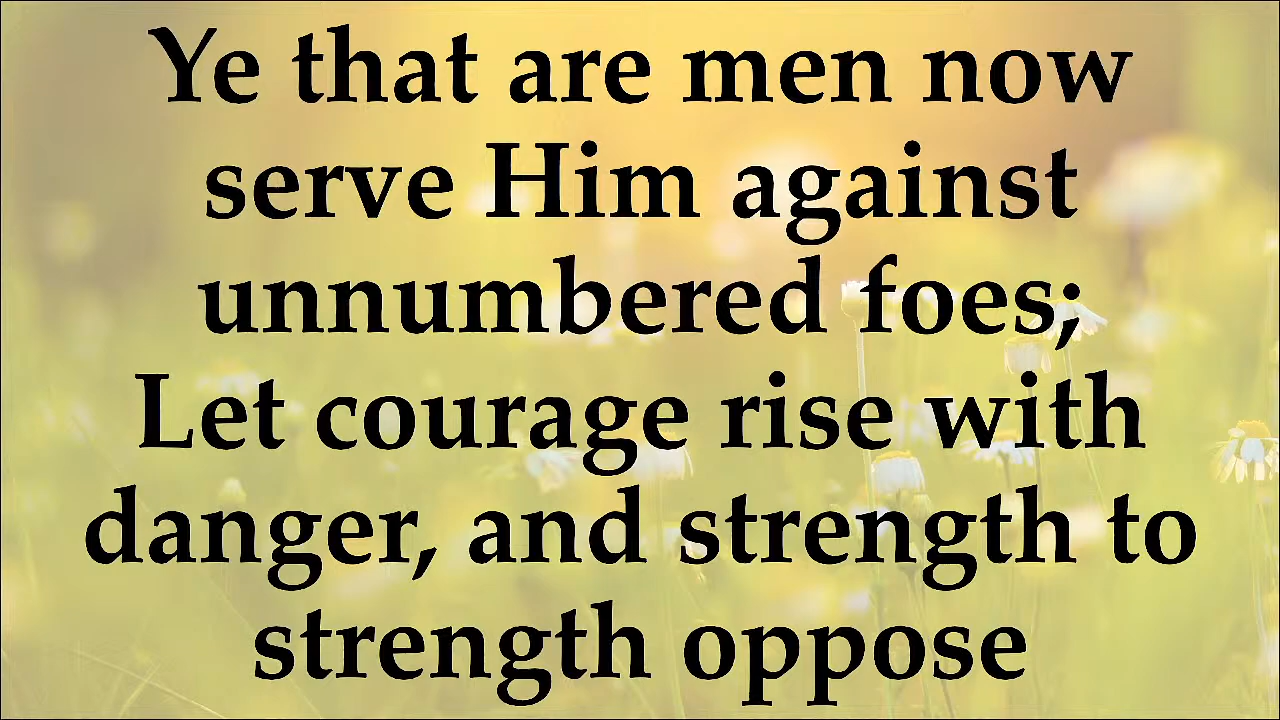 Ye that are men now
serve Him against
unnumbered foes;
Let courage rise with
danger, and strength to
strength oppose